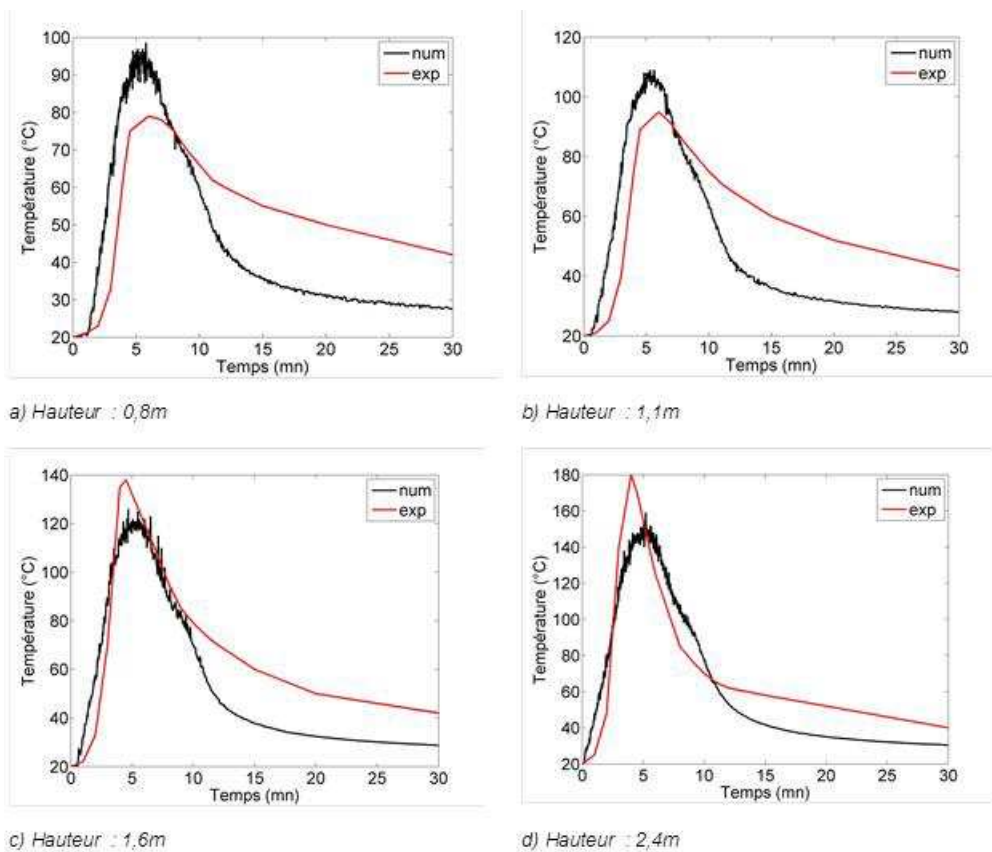 100
90
80
70
60
50
40
30
20
Température (°C)
num
exp
0 5 10 15 20 25 30
Temps (mn)
a) Hauteur : 0,8m
120
100
80
60
40
20
Température (°C)
num
exp
0 5 10 15 20 25 30
Temps (mn)
b) Hauteur : 1,1m
140
120
100
80
60
40
20
Température (°C)
num
exp
0 5 10 15 20 25 30
Temps (mn)
c) Hauteur : 1,6m
180
160
140
120
100
80
60
40
20
Température (°C)
num
exp
0 5 10 15 20 25 30
Temps (mn)
d) Hauteur : 2,4m